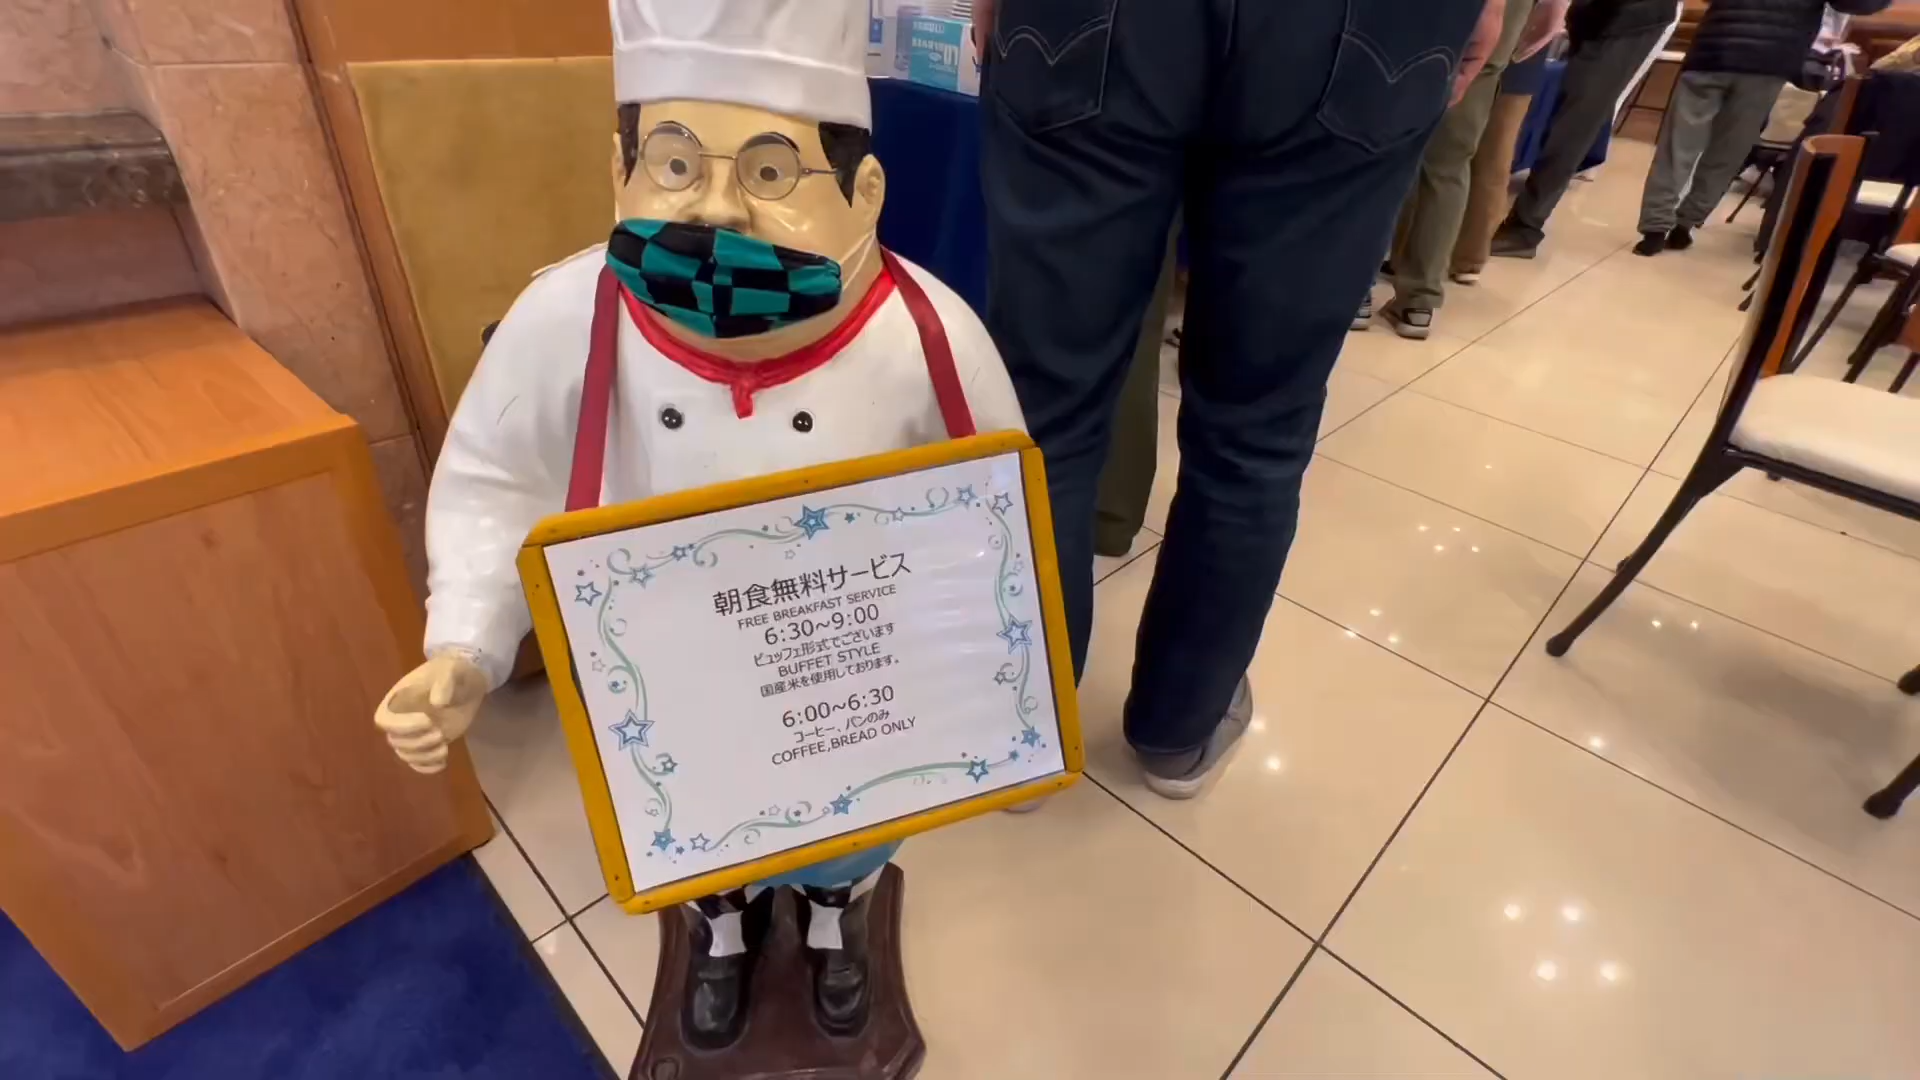 朝食無料サービス
FREE BREAKFAST SERVICE
6:30~9:00
ビュッフェ形式でございます
BUFFET STYLE
国産米を使用しております。
6:00~6:30
コーヒー、パンのみ
COFFEE,BREAD ONLY